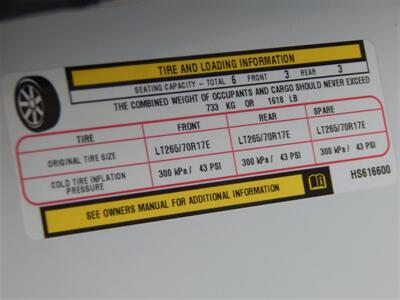 TIRE AND LOADING INFORMATION
SEATING CAPACITY - TOTAL 6 FRONT 3 REAR 3
THE COMBINED WEIGHT OF OCCUPANTS AND CARGO SHOULD NEVER EXCEED
733 KG OR 1618 LB
TIRE FRONT REAR SPARE
ORIGINAL TIRE SIZE LT265/70R17E LT265/70R17E LT265/70R17E
COLD TIRE INFLATION PRESSURE 300 kPa/ 43 PSI 300 kPa/ 43 PSI 300 kPa/ 43 PSI
SEE OWNERS MANUAL FOR ADDITIONAL INFORMATION
HS616600